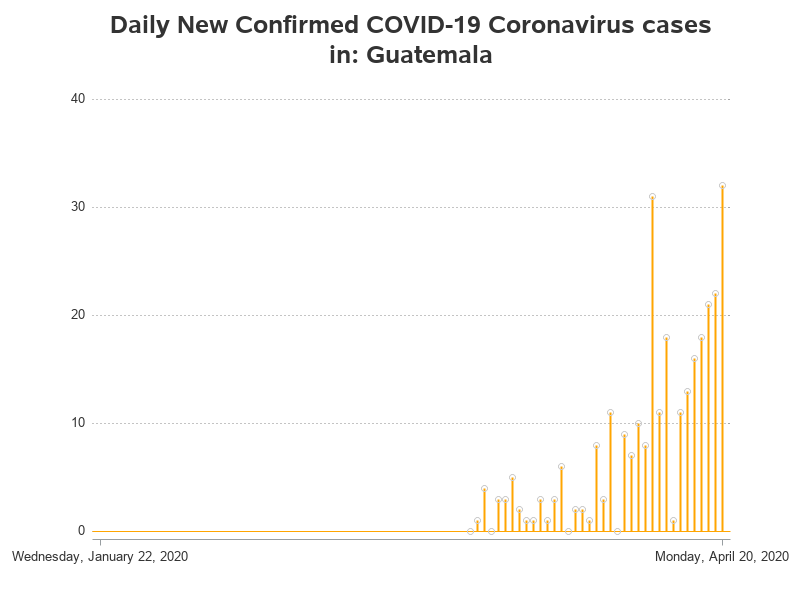 Daily New Confirmed COVID-19 Coronavirus cases
in: Guatemala
40
30
20
10
0
Wednesday, January 22, 2020
Monday, April 20, 2020